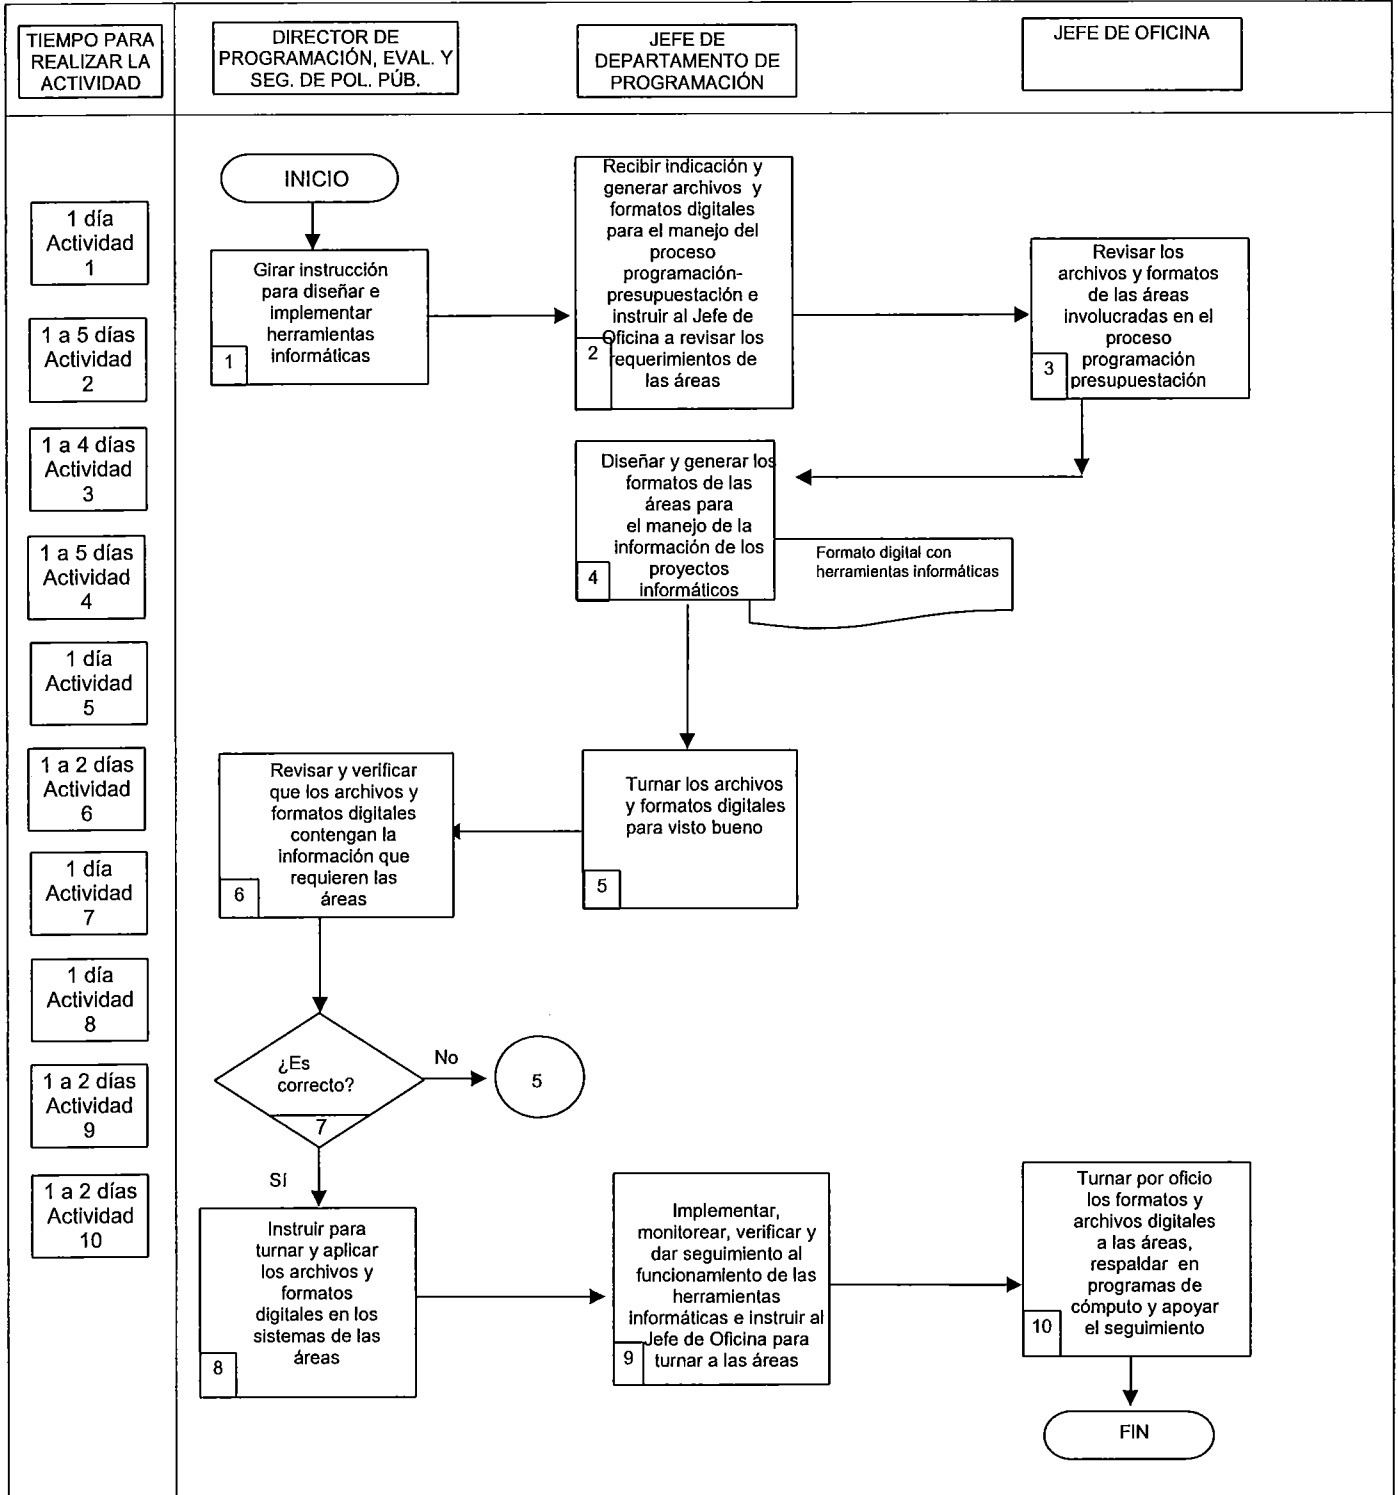 TIEMPO PARA
REALIZAR LA
ACTIVIDAD
DIRECTOR DE
PROGRAMACIÓN, EVAL. Y
SEG. DE POL. PÚB.
JEFE DE
DEPARTAMENTO DE
PROGRAMACIÓN
JEFE DE OFICINA
1 día
Actividad
1
1 a 5 días
Actividad
2
1 a 4 días
Actividad
3
1 a 5 días
Actividad
4
1 día
Actividad
5
1 a 2 días
Actividad
6
1 día
Actividad
7
1 día
Actividad
8
1 a 2 días
Actividad
9
1 a 2 días
Actividad
10
INICIO
Girar instrucción
para diseñar e
implementar
herramientas
informáticas
1
Recibir indicación y
generar archivos y
formatos digitales
para el manejo del
proceso
programación-
presupuestación e
instruir al Jefe de
Oficina a revisar los
requerimientos de
las áreas
2
Revisar los
archivos y formatos
de las áreas
involucradas en el
proceso
programación
presupuestación
3
Diseñar y generar los
formatos de las
áreas para
el manejo de la
información de los
proyectos
informáticos
4
Formato digital con
herramientas informáticas
Turnar los archivos
y formatos digitales
para visto bueno
5
Revisar y verificar
que los archivos y
formatos digitales
contengan la
información que
requieren las
áreas
6
¿Es
correcto?
7
No
5
Sí
Instruir para
turnar y aplicar
los archivos y
formatos
digitales en los
sistemas de las
áreas
8
Implementar,
monitorear, verificar y
dar seguimiento al
funcionamiento de las
herramientas
informáticas e instruir al
Jefe de Oficina para
turnar a las áreas
9
Turnar por oficio
los formatos y
archivos digitales
a las áreas,
respaldar en
programas de
cómputo y apoyar
el seguimiento
10
FIN